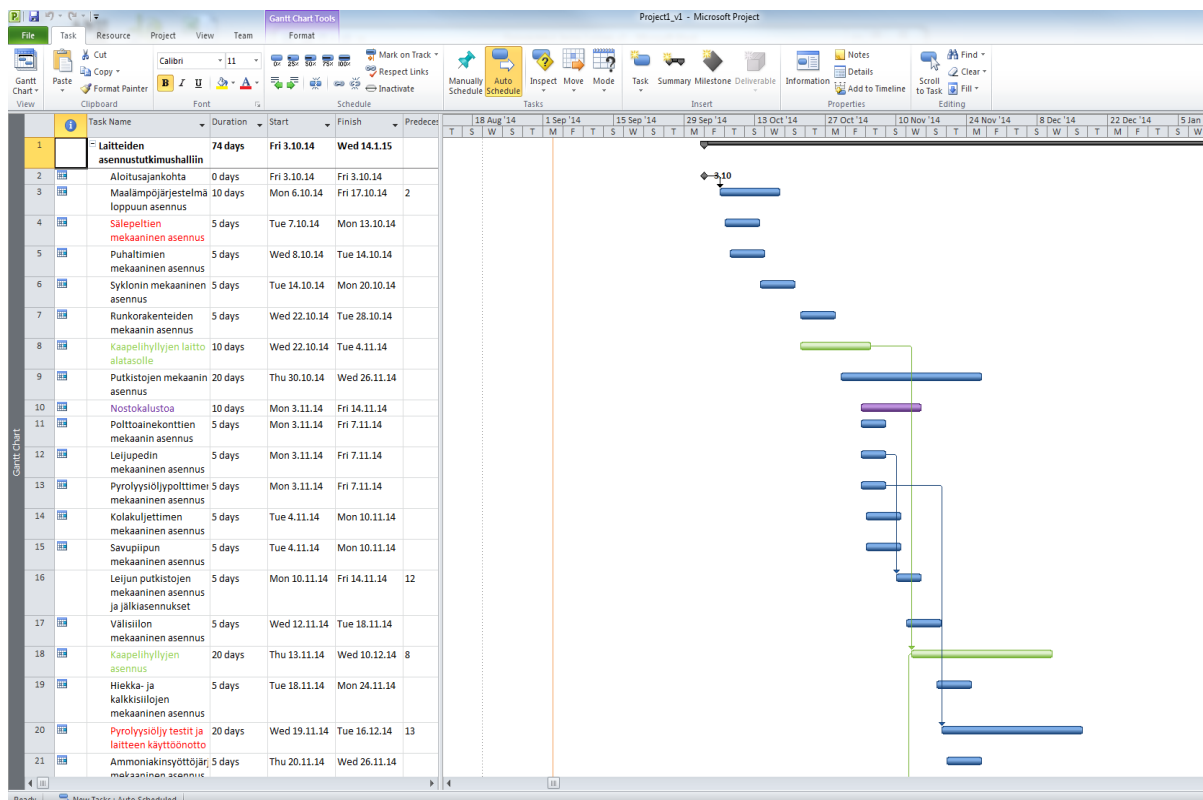 Project1_v1 - Microsoft Project
Gantt Chart Tools
File Task Resource Project View Team Format
Gantt Chart
View
Paste
Cut
Copy
Format Painter
Clipboard
Calibri 11
B I U A
Font
0% 25% 50% 75% 100%
Mark on Track
Respect Links
Inactivate
Schedule
Manually Schedule
Auto Schedule
Inspect
Move
Mode
Tasks
Task
Summary
Milestone
Deliverable
Insert
Information
Notes
Details
Add to Timeline
Properties
Scroll to Task
Find
Clear
Fill
Editing
Task Name Duration Start Finish Predeces
18 Aug '14 1 Sep '14 15 Sep '14 29 Sep '14 13 Oct '14 27 Oct '14 10 Nov '14 24 Nov '14 8 Dec '14 22 Dec '14 5 Jan
T S W S T M F T S W S T M F T S W S T M F T S W S T M F T S W S T M F T S W
1 Laitteiden 74 days Fri 3.10.14 Wed 14.1.15
asennustutkimushalliin
2 Aloitusajankohta 0 days Fri 3.10.14 Fri 3.10.14
3.10
3 Maalämpöjärjestelmä 10 days Mon 6.10.14 Fri 17.10.14 2
loppuun asennus
4 Sälepeltien 5 days Tue 7.10.14 Mon 13.10.14
mekaaninen asennus
5 Puhaltimien 5 days Wed 8.10.14 Tue 14.10.14
mekaaninen asennus
6 Syklonin mekaaninen 5 days Tue 14.10.14 Mon 20.10.14
asennus
7 Runkorakenteiden 5 days Wed 22.10.14 Tue 28.10.14
mekaanin asennus
8 Kaapelihyllyjen laitto 10 days Wed 22.10.14 Tue 4.11.14
alatasolle
9 Putkistojen mekaanin 20 days Thu 30.10.14 Wed 26.11.14
asennus
10 Nostokalustoa 10 days Mon 3.11.14 Fri 14.11.14
11 Polttoainekonttien 5 days Mon 3.11.14 Fri 7.11.14
mekaanin asennus
12 Leijupedin 5 days Mon 3.11.14 Fri 7.11.14
mekaaninen asennus
13 Pyrolyysiöljypolttimer 5 days Mon 3.11.14 Fri 7.11.14
mekaaninen asennus
14 Kolakuljettimen 5 days Tue 4.11.14 Mon 10.11.14
mekaaninen asennus
15 Savupiipun 5 days Tue 4.11.14 Mon 10.11.14
mekaaninen asennus
16 Leijun putkistojen 5 days Mon 10.11.14 Fri 14.11.14 12
mekaaninen asennus
ja jälkiasennukset
17 Välisiilon 5 days Wed 12.11.14 Tue 18.11.14
mekaaninen asennus
18 Kaapelihyllyjen 20 days Thu 13.11.14 Wed 10.12.14 8
asennus
19 Hiekka- ja 5 days Tue 18.11.14 Mon 24.11.14
kalkkisiilojen
mekaaninen asennus
20 Pyrolyysiöljy testit ja 20 days Wed 19.11.14 Tue 16.12.14 13
laitteen käyttöönotto
21 Ammoniakinsyöttöjärj 5 days Thu 20.11.14 Wed 26.11.14
mekaaninen asennus
Gantt Chart
Ready New Tasks : Auto Scheduled